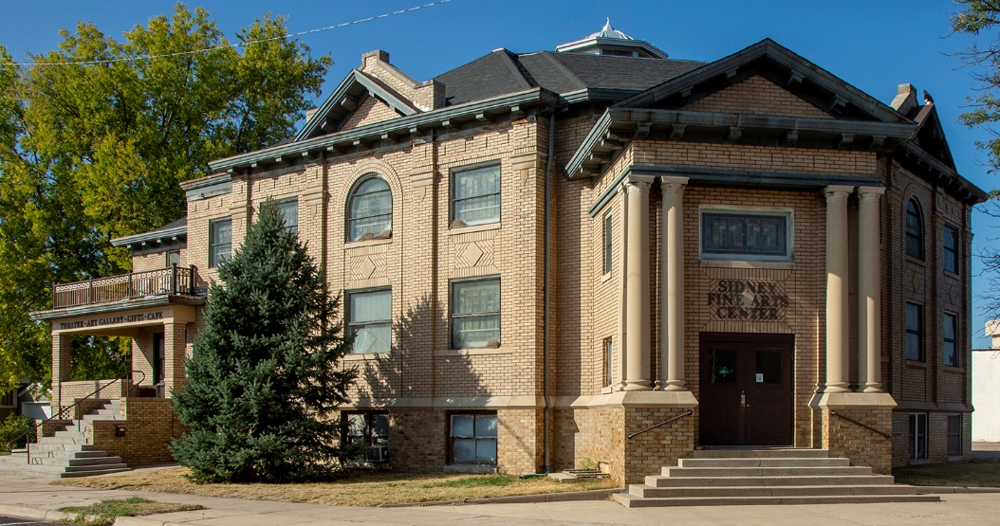 THEATER·ART GALLERY·GIFTS·CAFE
SIDNEY
FINE ARTS
CENTER